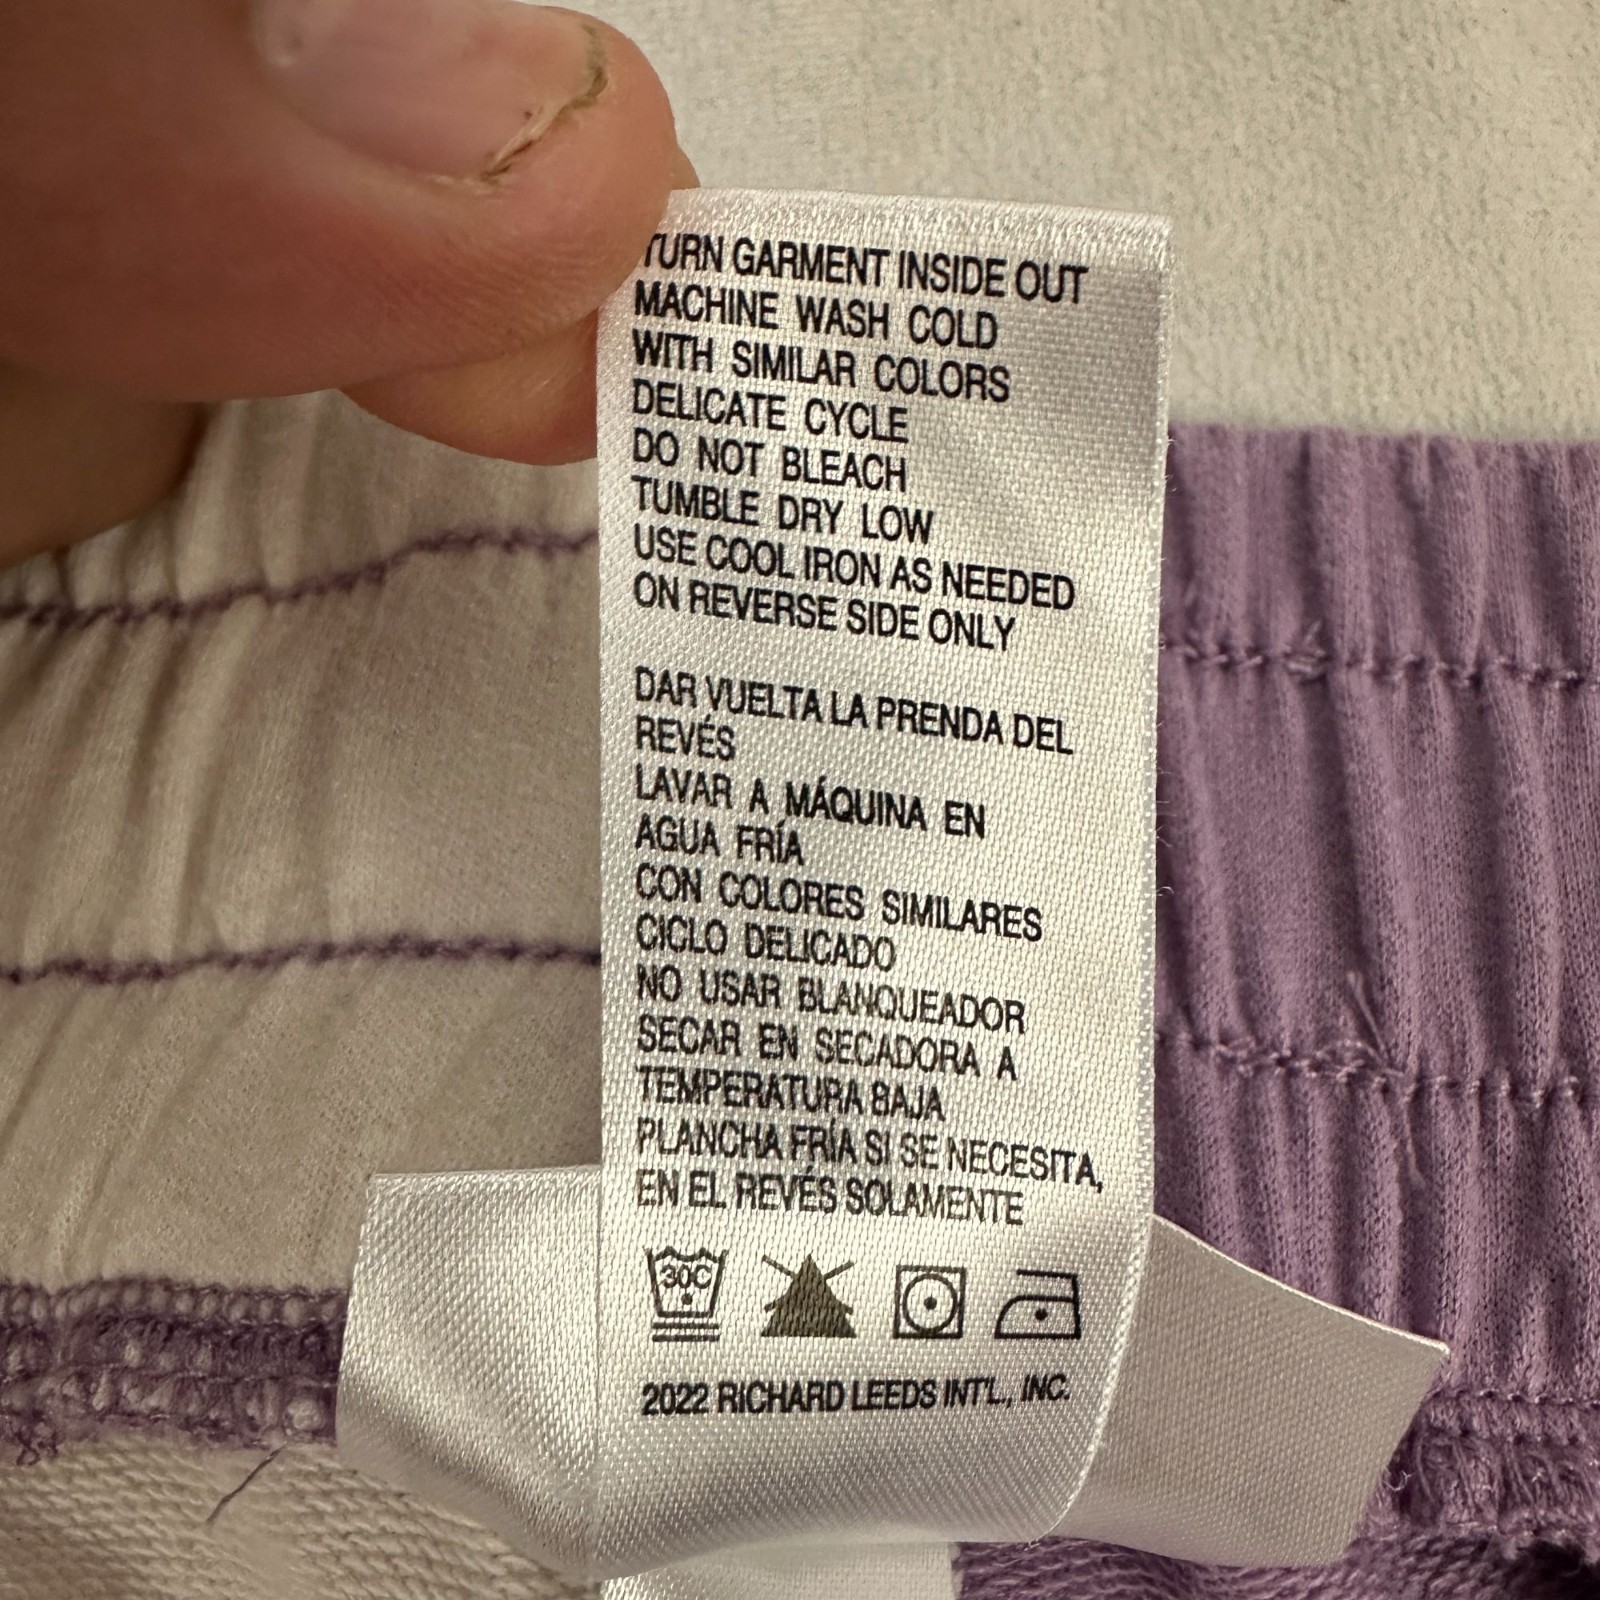 TURN GARMENT INSIDE OUT
MACHINE WASH COLD
WITH SIMILAR COLORS
DELICATE CYCLE
DO NOT BLEACH
TUMBLE DRY LOW
USE COOL IRON AS NEEDED
ON REVERSE SIDE ONLY
DAR VUELTA LA PRENDA DEL
REVÉS
LAVAR A MÁQUINA EN
AGUA FRÍA
CON COLORES SIMILARES
CICLO DELICADO
NO USAR BLANQUEADOR
SECAR EN SECADORA A
TEMPERATURA BAJA
PLANCHA FRÍA SI SE NECESITA,
EN EL REVÉS SOLAMENTE
30C
2022 RICHARD LEEDS INT'L., INC.